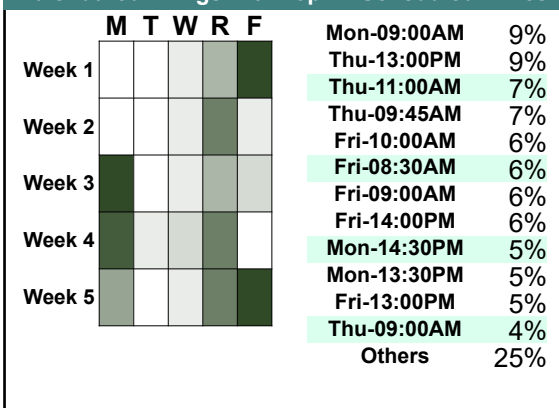 M T W R F
Week 1
Week 2
Week 3
Week 4
Week 5
Mon-09:00AM 9%
Thu-13:00PM 9%
Thu-11:00AM 7%
Thu-09:45AM 7%
Fri-10:00AM 6%
Fri-08:30AM 6%
Fri-09:00AM 6%
Fri-14:00PM 6%
Mon-14:30PM 5%
Mon-13:30PM 5%
Fri-13:00PM 5%
Thu-09:00AM 4%
Others 25%